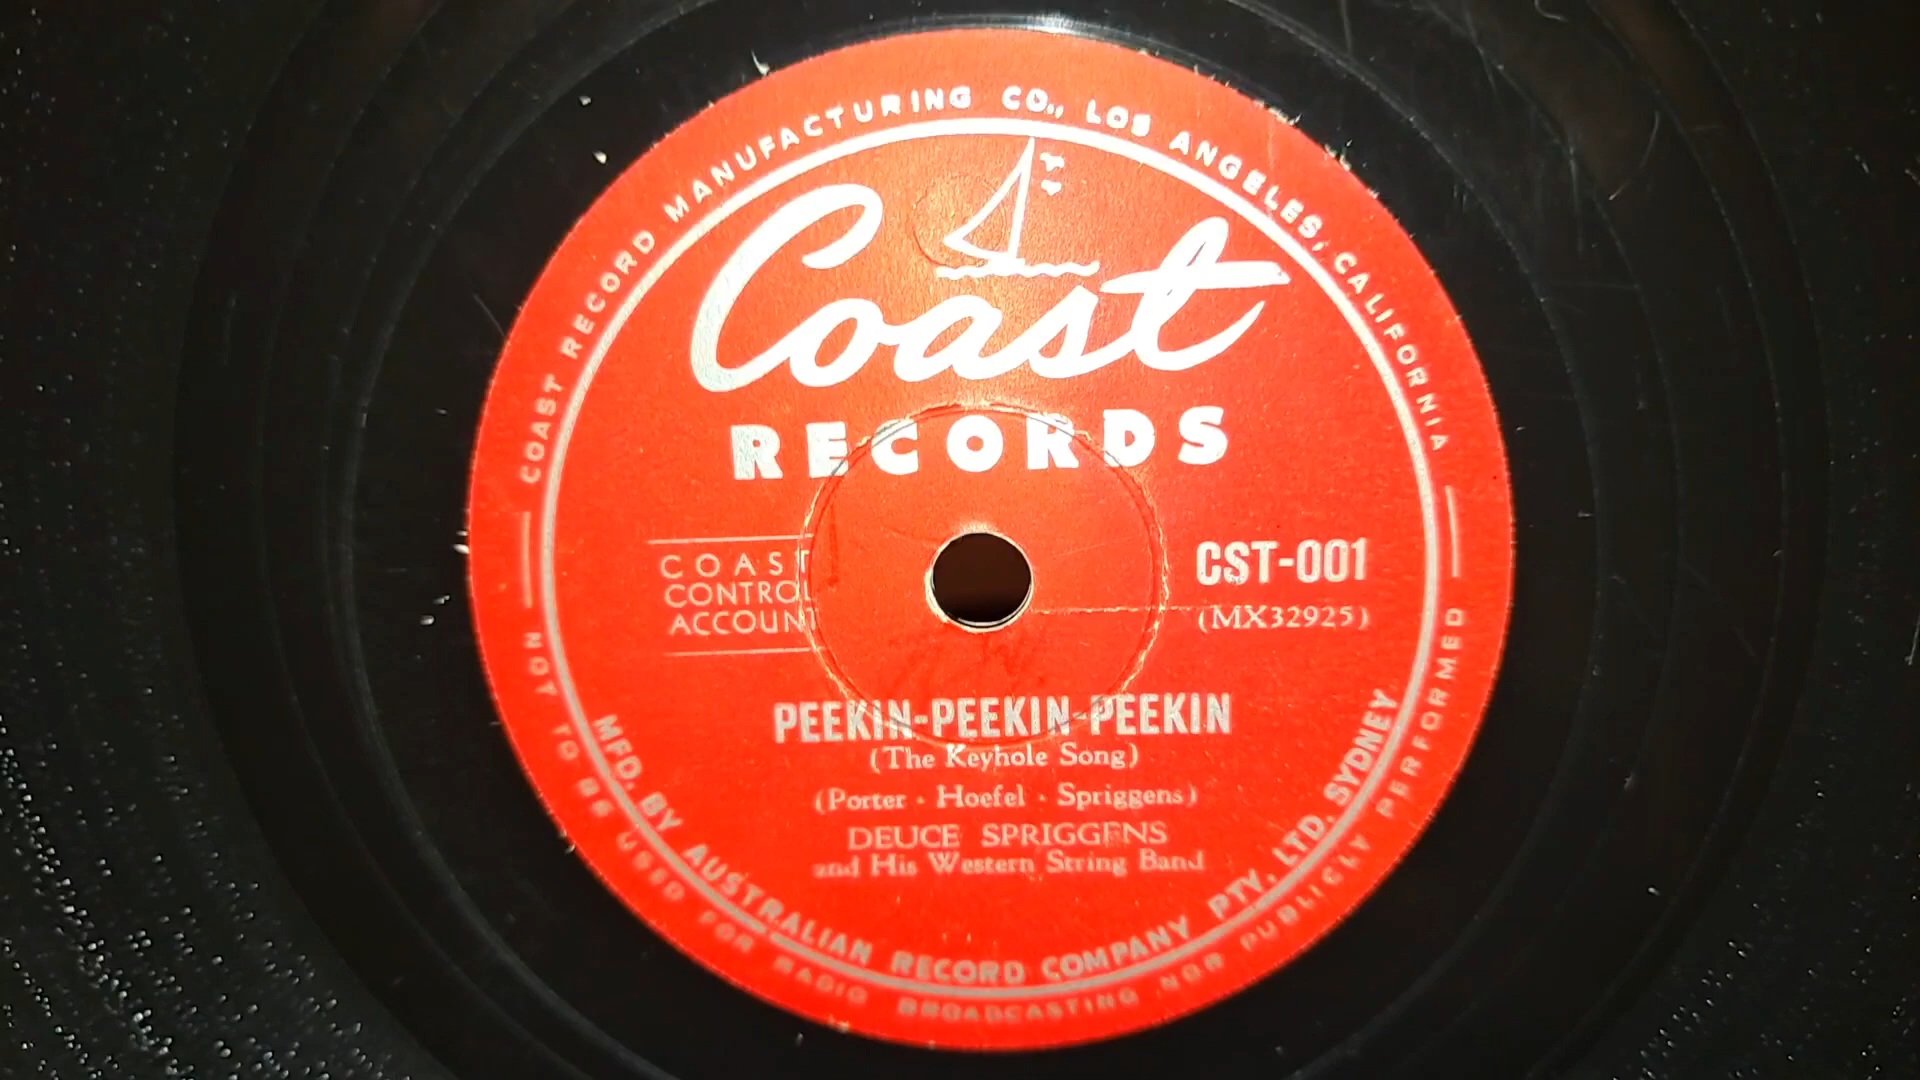 COAST RECORD MANUFACTURING CO., LOS ANGELES, CALIFORNIA
Coast
RECORDS
COAST
CONTROL
ACCOUNT
CST-001
(MX32925)
PEEKIN-PEEKIN-PEEKIN
(The Keyhole Song)
(Porter - Hoefel - Spriggens)
DEUCE SPRIGGENS
and His Western String Band
MFD. BY AUSTRALIAN RECORD COMPANY PTY. LTD. SYDNEY
NOT TO BE USED FOR RADIO BROADCASTING NOR PUBLICLY PERFORMED